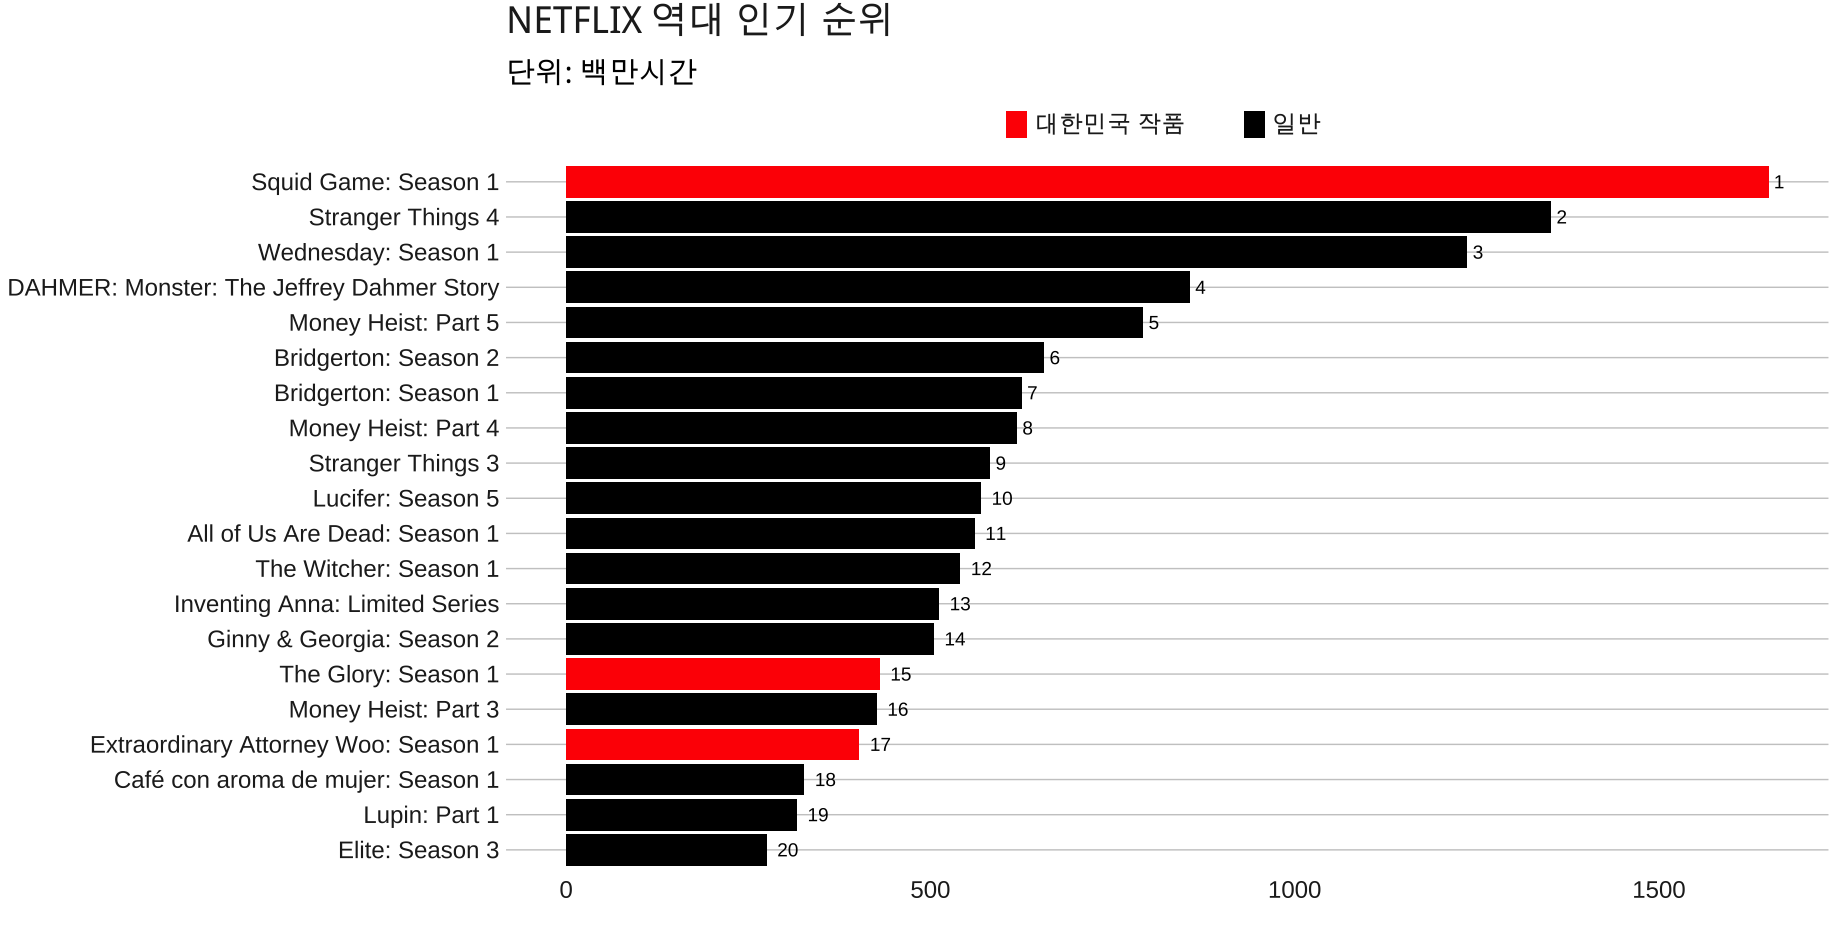 NETFLIX 역대 인기 순위
단위: 백만시간
대한민국 작품 일반
Squid Game: Season 1 1
Stranger Things 4 2
Wednesday: Season 1 3
DAHMER: Monster: The Jeffrey Dahmer Story 4
Money Heist: Part 5 5
Bridgerton: Season 2 6
Bridgerton: Season 1 7
Money Heist: Part 4 8
Stranger Things 3 9
Lucifer: Season 5 10
All of Us Are Dead: Season 1 11
The Witcher: Season 1 12
Inventing Anna: Limited Series 13
Ginny & Georgia: Season 2 14
The Glory: Season 1 15
Money Heist: Part 3 16
Extraordinary Attorney Woo: Season 1 17
Café con aroma de mujer: Season 1 18
Lupin: Part 1 19
Elite: Season 3 20
0 500 1000 1500